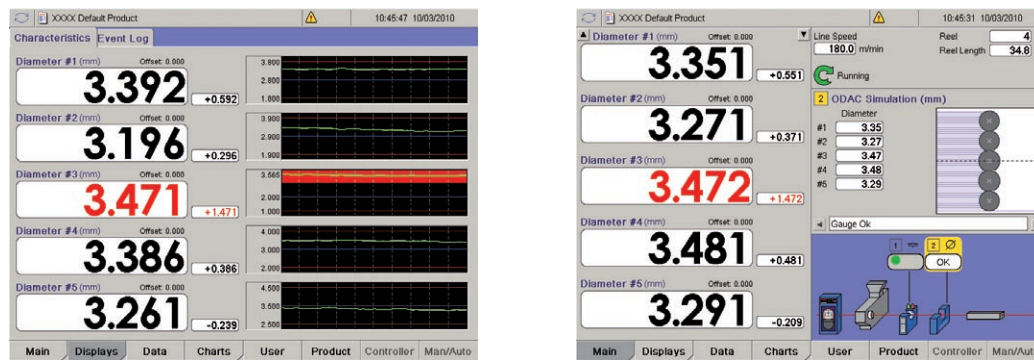 XXXX Default Product
10:45:47 10/03/2010
Characteristics Event Log
Diameter #1 (mm) Offset: 0.000
3.392 +0.592
3.800
2.800
1.800
Diameter #2 (mm) Offset: 0.000
3.196 +0.296
3.900
2.900
1.900
Diameter #3 (mm) Offset: 0.000
3.471 +1.471
3.565
2.000
1.000
Diameter #4 (mm) Offset: 0.000
3.386 +0.386
4.000
3.000
2.000
Diameter #5 (mm) Offset: 0.000
3.261 -0.239
4.500
3.500
2.500
Main Displays Data Charts User Product Controller Man/Auto
XXXX Default Product
10:45:31 10/03/2010
Diameter #1 (mm) Offset: 0.000
3.351 +0.551
Diameter #2 (mm) Offset: 0.000
3.271 +0.371
Diameter #3 (mm) Offset: 0.000
3.472 +1.472
Diameter #4 (mm) Offset: 0.000
3.481 +0.481
Diameter #5 (mm) Offset: 0.000
3.291 -0.209
Line Speed
180.0 m/min
Reel 4
Reel Length 34.8
Running
2 ODAC Simulation (mm)
Diameter
#1 3.35
#2 3.27
#3 3.47
#4 3.48
#5 3.29
Gauge Ok
1 2 Ø
OK
Main Displays Data Charts User Product Controller